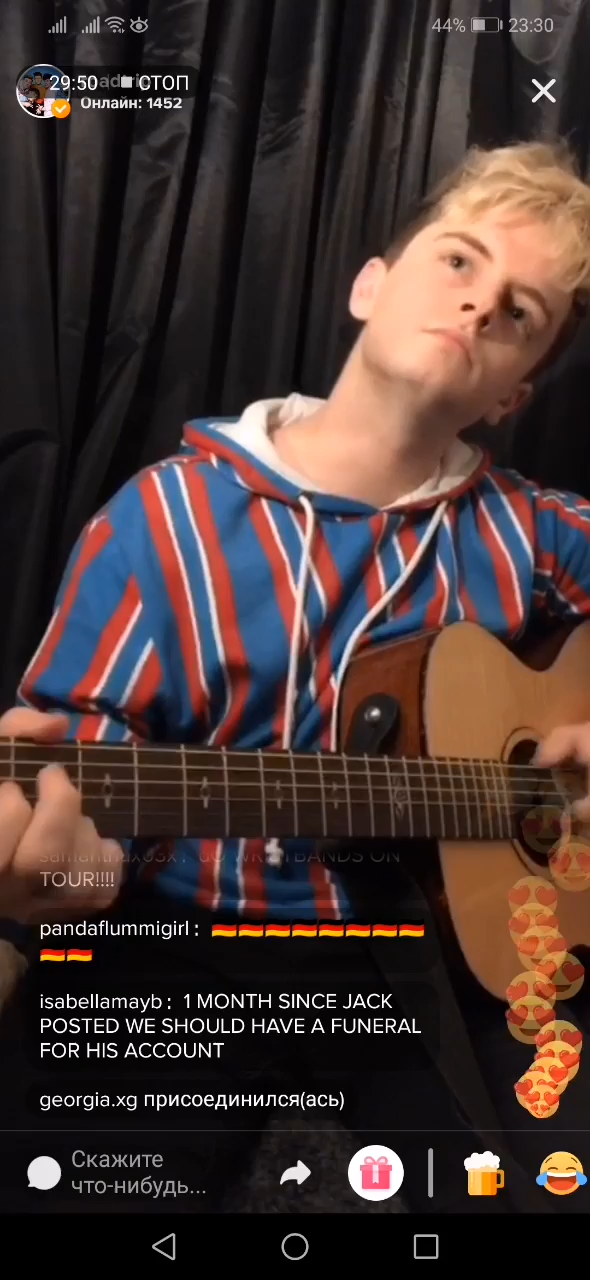 44% 23:30
29:50 СТОП
Онлайн: 1452
TOUR!!!!
pandaflummigirl : 🇩🇪🇩🇪🇩🇪🇩🇪🇩🇪🇩🇪🇩🇪🇩🇪
🇩🇪🇩🇪
isabellamayb : 1 MONTH SINCE JACK
POSTED WE SHOULD HAVE A FUNERAL
FOR HIS ACCOUNT
georgia.xg присоединился(ась)
Скажите
что-нибудь...